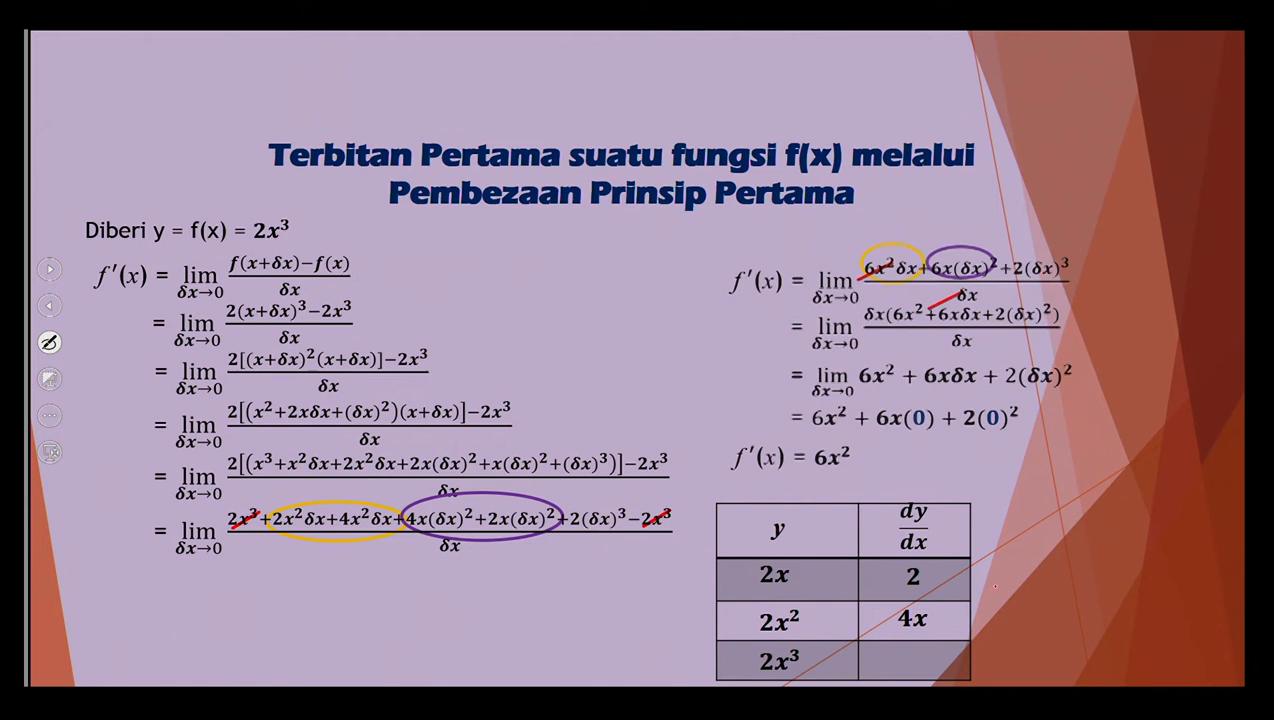 Terbitan Pertama suatu fungsi f(x) melalui
Pembezaan Prinsip Pertama
Diberi y = f(x) = 2x³
f′(x) = lim δx→0 f(x+δx)−f(x) / δx
= lim δx→0 2(x+δx)³−2x³ / δx
= lim δx→0 2[(x+δx)²(x+δx)]−2x³ / δx
= lim δx→0 2[(x²+2xδx+(δx)²)(x+δx)]−2x³ / δx
= lim δx→0 2[(x³+x²δx+2x²δx+2x(δx)²+x(δx)²+(δx)³)]−2x³ / δx
= lim δx→0 2x³+2x²δx+4x²δx+4x(δx)²+2x(δx)²+2(δx)³−2x³ / δx
f′(x) = lim δx→0 6x²δx+6x(δx)²+2(δx)³ / δx
= lim δx→0 δx(6x²+6xδx+2(δx)²) / δx
= lim δx→0 6x² + 6xδx + 2(δx)²
= 6x² + 6x(0) + 2(0)²
f′(x) = 6x²
y dy/dx
2x 2
2x² 4x
2x³